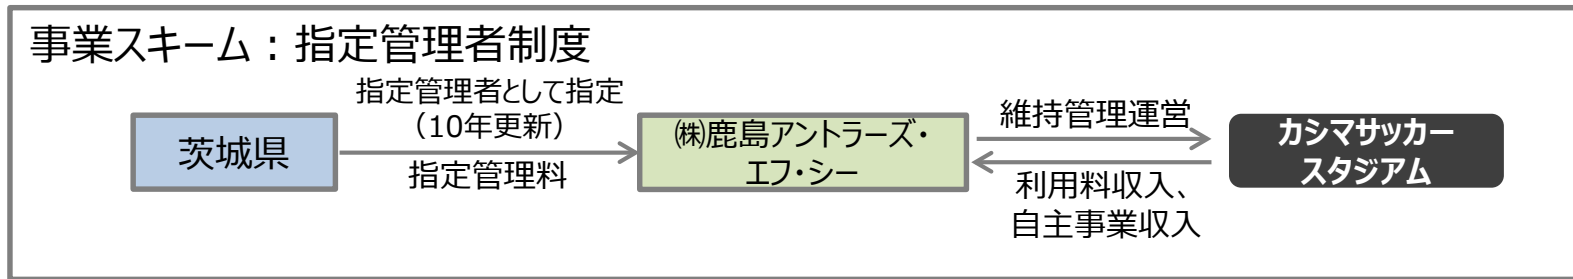 事業スキーム：指定管理者制度
指定管理者として指定
（10年更新）
茨城県
指定管理料
㈱鹿島アントラーズ・
エフ・シー
維持管理運営
利用料収入、
自主事業収入
カシマサッカー
スタジアム